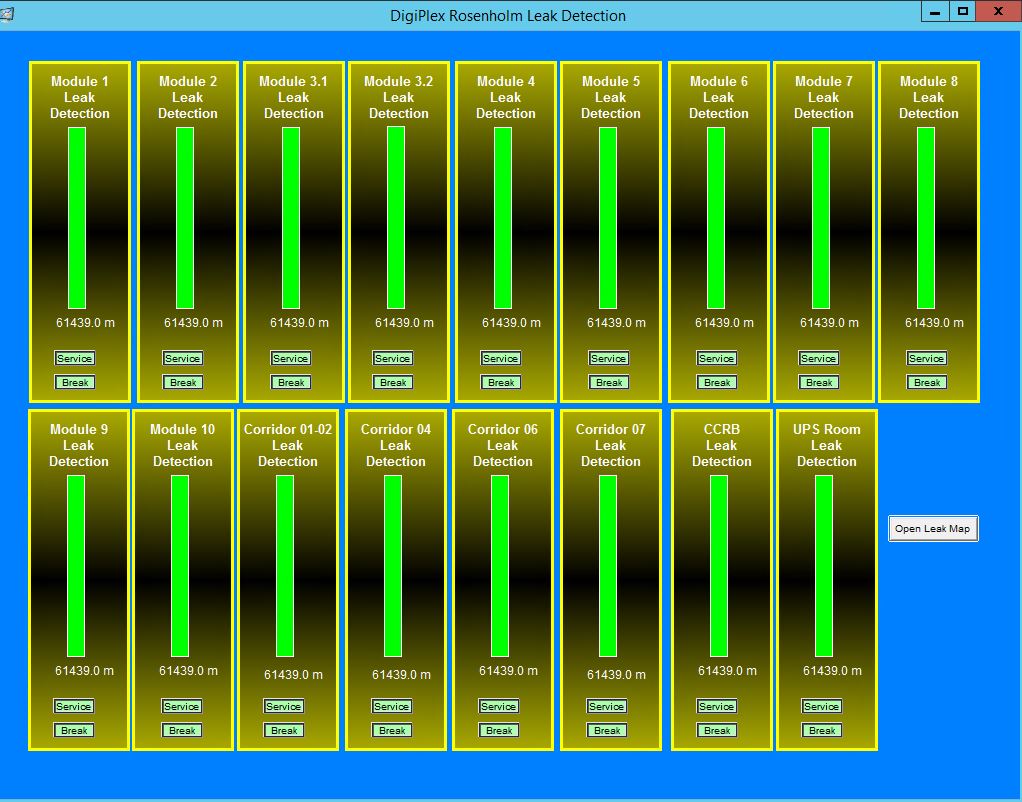 DigiPlex Rosenholm Leak Detection
Module 1
Leak
Detection
61439.0 m
Service
Break
Module 2
Leak
Detection
61439.0 m
Service
Break
Module 3.1
Leak
Detection
61439.0 m
Service
Break
Module 3.2
Leak
Detection
61439.0 m
Service
Break
Module 4
Leak
Detection
61439.0 m
Service
Break
Module 5
Leak
Detection
61439.0 m
Service
Break
Module 6
Leak
Detection
61439.0 m
Service
Break
Module 7
Leak
Detection
61439.0 m
Service
Break
Module 8
Leak
Detection
61439.0 m
Service
Break
Module 9
Leak
Detection
61439.0 m
Service
Break
Module 10
Leak
Detection
61439.0 m
Service
Break
Corridor 01-02
Leak
Detection
61439.0 m
Service
Break
Corridor 04
Leak
Detection
61439.0 m
Service
Break
Corridor 06
Leak
Detection
61439.0 m
Service
Break
Corridor 07
Leak
Detection
61439.0 m
Service
Break
CCRB
Leak
Detection
61439.0 m
Service
Break
UPS Room
Leak
Detection
61439.0 m
Service
Break
Open Leak Map